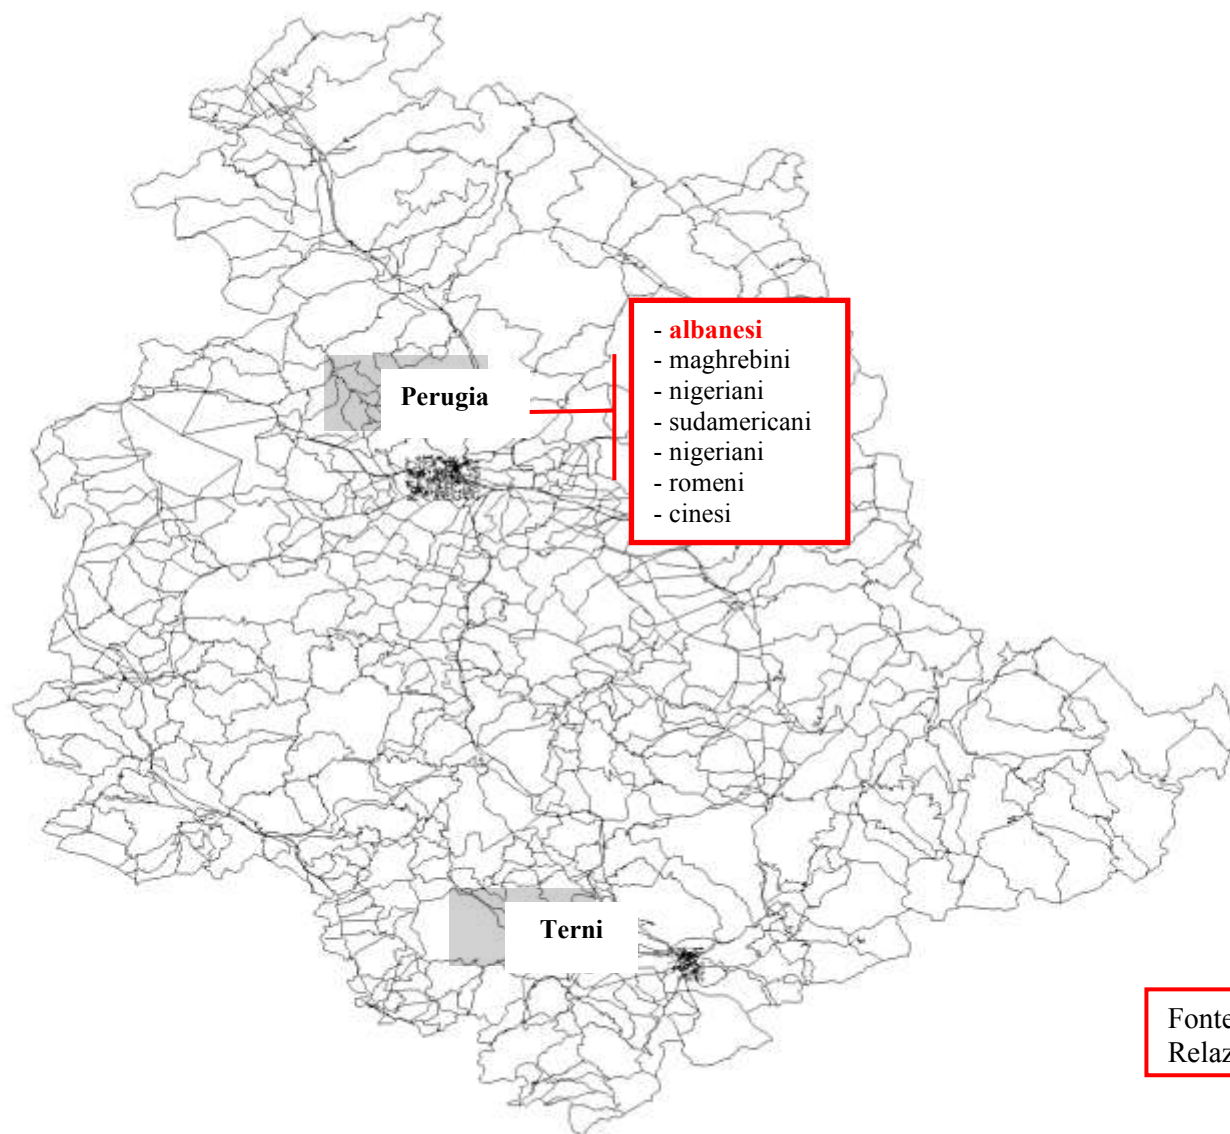 - albanesi
- maghrebini
- nigeriani
- sudamericani
- nigeriani
- romeni
- cinesi
Perugia
Terni
Fonte
Relaz